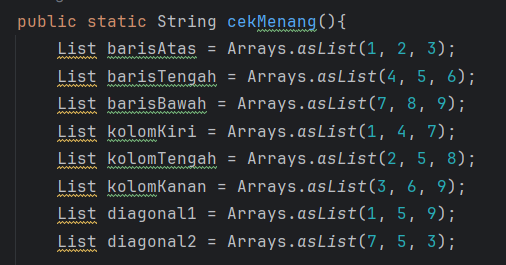 public static String cekMenang(){
List barisAtas = Arrays.asList(1, 2, 3);
List barisTengah = Arrays.asList(4, 5, 6);
List barisBawah = Arrays.asList(7, 8, 9);
List kolomKiri = Arrays.asList(1, 4, 7);
List kolomTengah = Arrays.asList(2, 5, 8);
List kolomKanan = Arrays.asList(3, 6, 9);
List diagonal1 = Arrays.asList(1, 5, 9);
List diagonal2 = Arrays.asList(7, 5, 3);